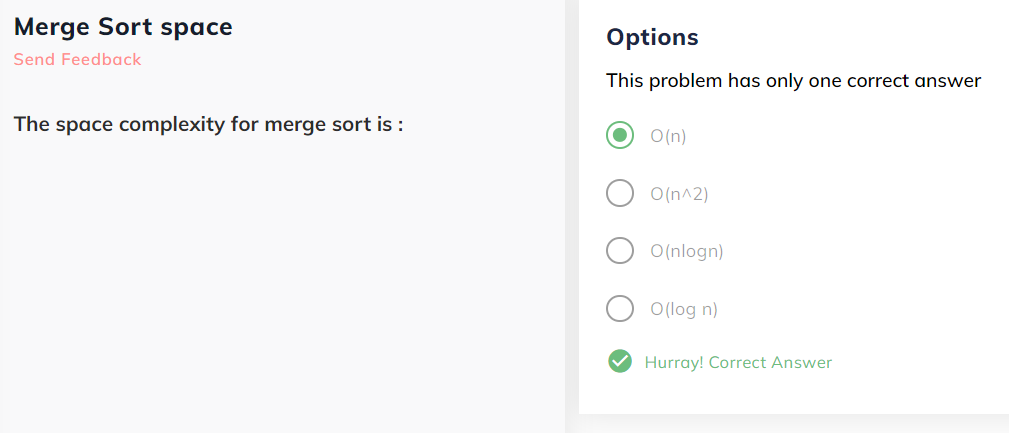 Merge Sort space
Send Feedback
The space complexity for merge sort is :
Options
This problem has only one correct answer
O(n)
O(n^2)
O(nlogn)
O(log n)
Hurray! Correct Answer